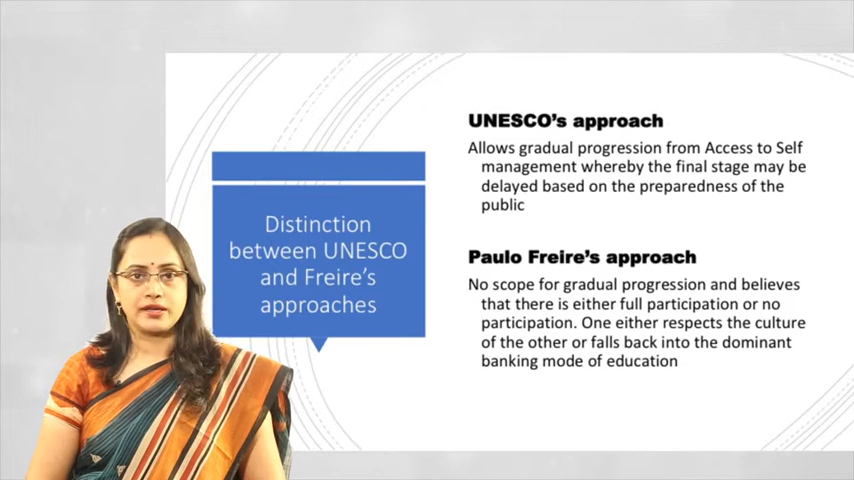 Distinction
between UNESCO
and Freire's
approaches
UNESCO's approach
Allows gradual progression from Access to Self
management whereby the final stage may be
delayed based on the preparedness of the
public
Paulo Freire's approach
No scope for gradual progression and believes
that there is either full participation or no
participation. One either respects the culture
of the other or falls back into the dominant
banking mode of education